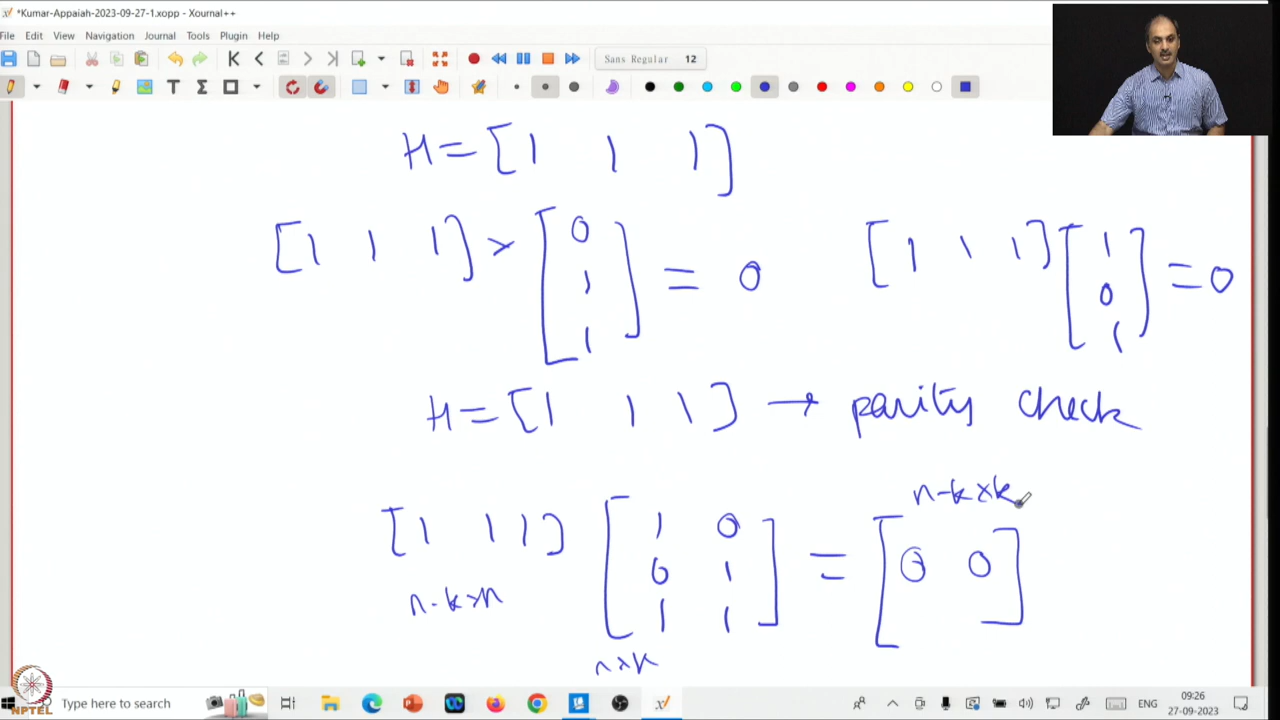 *Kumar-Appaiah-2023-09-27-1.xopp - Xournal++
File Edit View Navigation Journal Tools Plugin Help
Sans Regular 12
H = [1 1 1]
[1 1 1] × [0 1 1] = 0 [1 1 1] [1 0 1] = 0
H = [1 1 1] → parity check
n-k×k
[1 1 1] [1 0 0 1 1 1] = [0 0]
n-k×n
n×k
NPTEL
Type here to search
ENG
09:26
27-09-2023